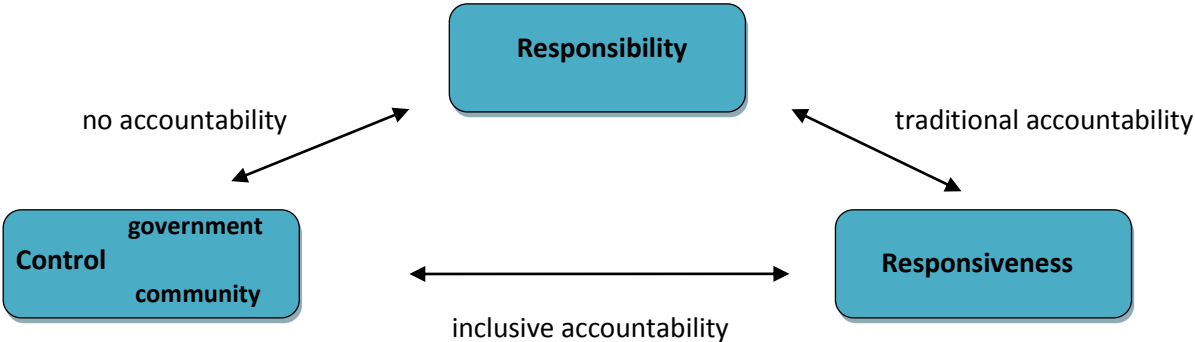 Responsibility
no accountability
traditional accountability
government
Control
community
Responsiveness
inclusive accountability